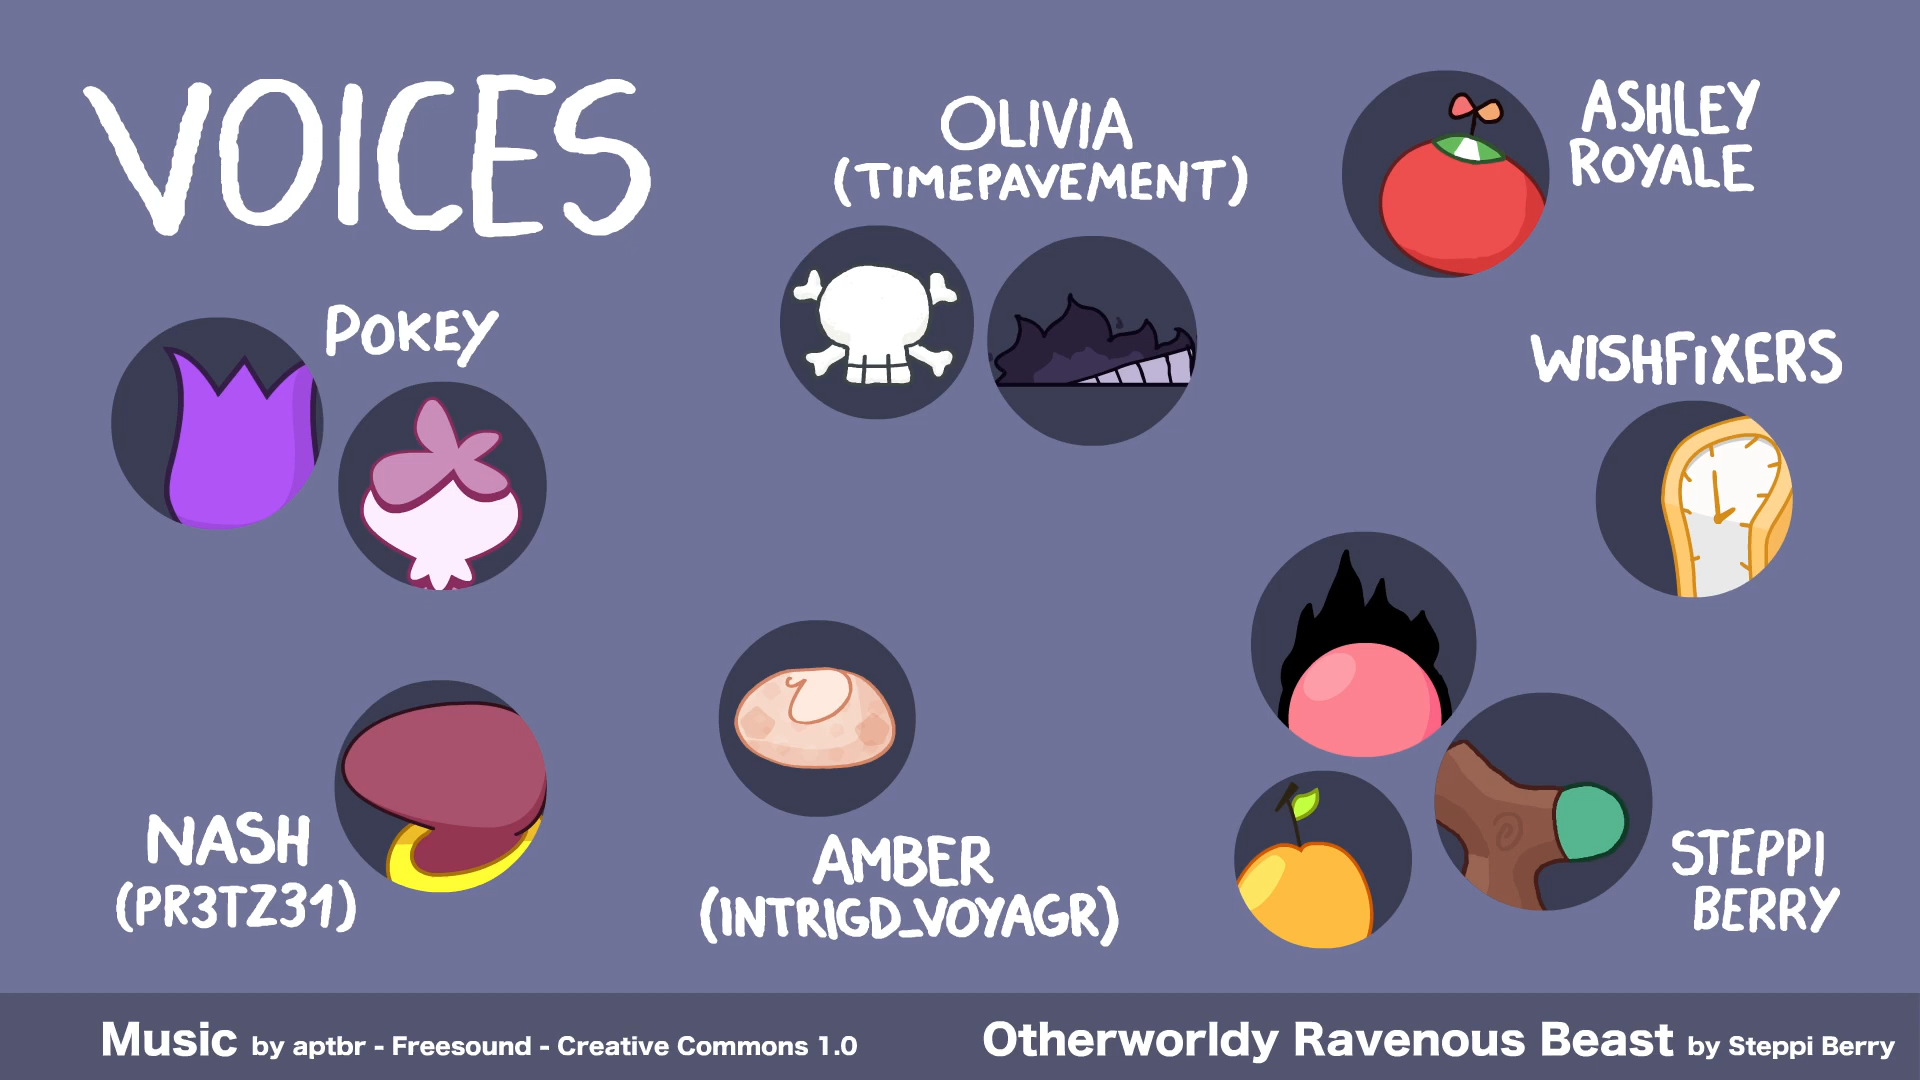 VOICES
OLIVIA
(TIMEPAVEMENT)
ASHLEY
ROYALE
POKEY
WISHFiXERS
NASH
(PR3TZ31)
AMBER
(INTRIGD_VOYAGR)
STEPPI
BERRY
Music by aptbr - Freesound - Creative Commons 1.0
Otherworldy Ravenous Beast by Steppi Berry